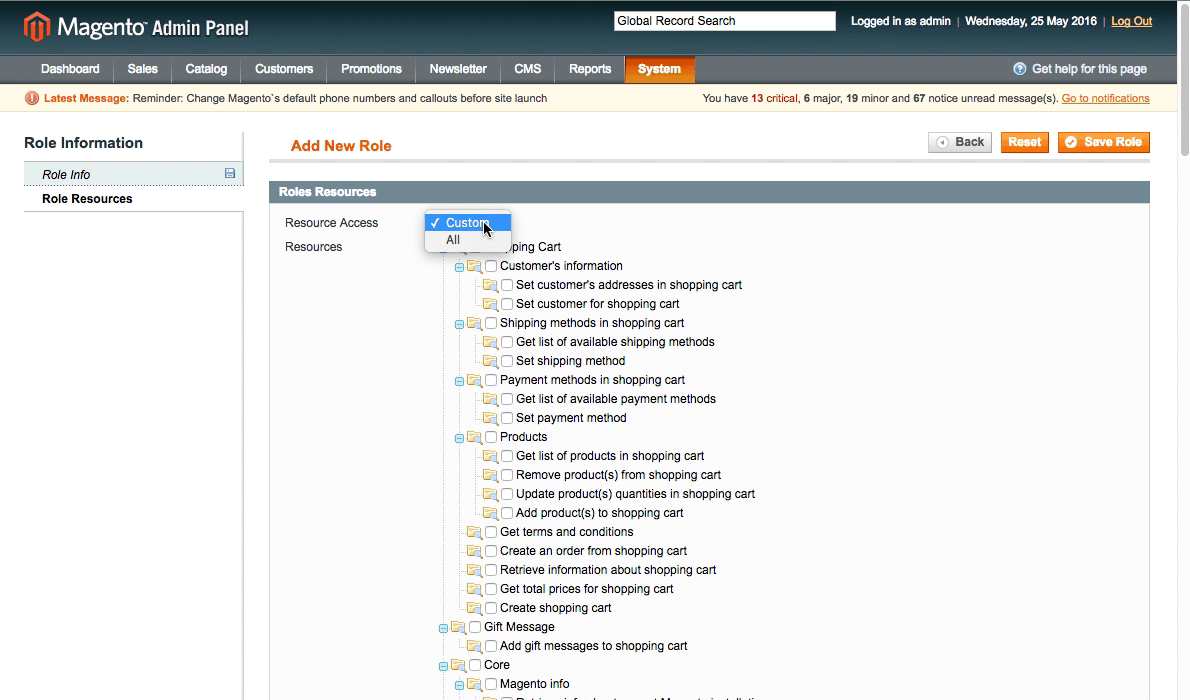 Magento Admin Panel
Global Record Search
Logged in as admin | Wednesday, 25 May 2016 | Log Out
Dashboard Sales Catalog Customers Promotions Newsletter CMS Reports System Get help for this page
Latest Message: Reminder: Change Magento`s default phone numbers and callouts before site launch You have 13 critical, 6 major, 19 minor and 67 notice unread message(s). Go to notifications
Role Information
Role Info
Role Resources
Add New Role
Back Reset Save Role
Roles Resources
Resource Access
✓ Custom
All
Resources
pping Cart
Customer's information
Set customer's addresses in shopping cart
Set customer for shopping cart
Shipping methods in shopping cart
Get list of available shipping methods
Set shipping method
Payment methods in shopping cart
Get list of available payment methods
Set payment method
Products
Get list of products in shopping cart
Remove product(s) from shopping cart
Update product(s) quantities in shopping cart
Add product(s) to shopping cart
Get terms and conditions
Create an order from shopping cart
Retrieve information about shopping cart
Get total prices for shopping cart
Create shopping cart
Gift Message
Add gift messages to shopping cart
Core
Magento info